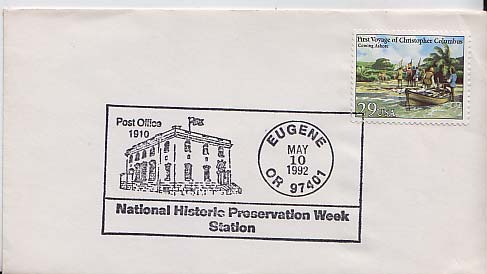 First Voyage of Christopher Columbus
Coming Ashore
29 USA
Post Office
1910
EUGENE
MAY
10
1992
OR 97401
National Historic Preservation Week
Station